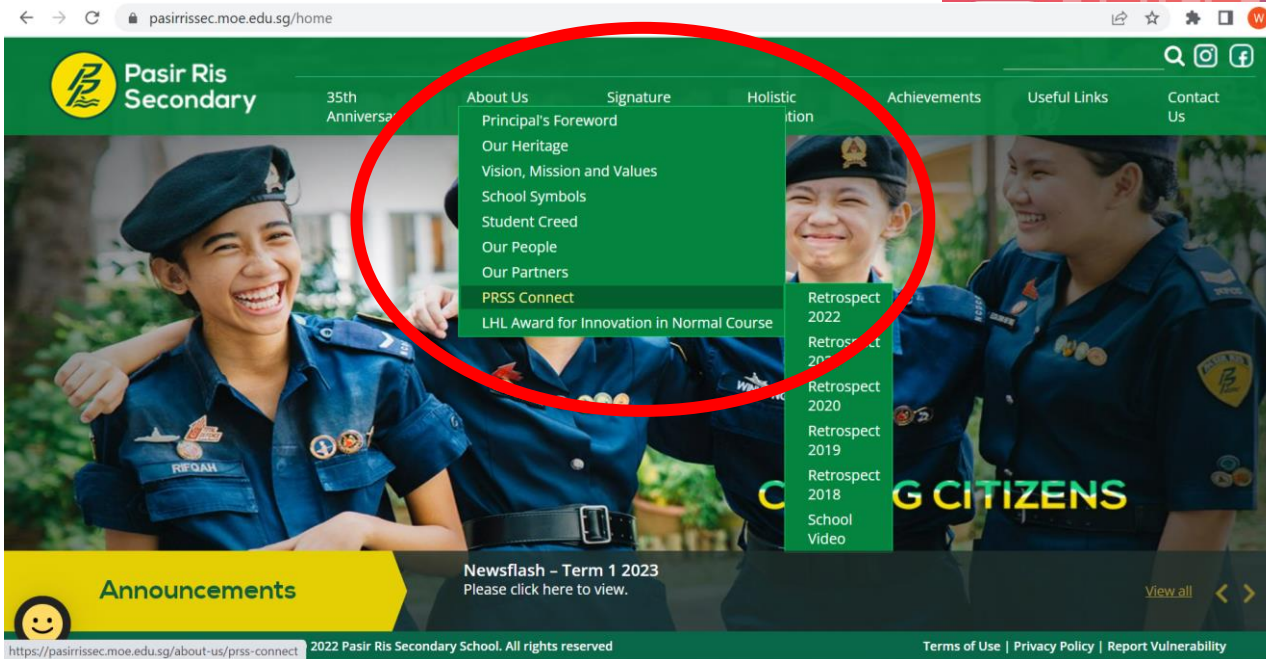 pasirrissec.moe.edu.sg/home
W
Pasir Ris
Secondary
35th
Anniversa
About Us
Signature
Holistic
tion
Achievements
Useful Links
Contact
Us
Principal's Foreword
Our Heritage
Vision, Mission and Values
School Symbols
Student Creed
Our People
Our Partners
PRSS Connect
LHL Award for Innovation in Normal Course
Retrospect
2022
Retrospect
Retrospect
2020
Retrospect
2019
Retrospect
2018
School
Video
RIFQAH
G CITIZENS
Announcements
Newsflash – Term 1 2023
Please click here to view.
View all
https://pasirrissec.moe.edu.sg/about-us/prss-connect
2022 Pasir Ris Secondary School. All rights reserved
Terms of Use | Privacy Policy | Report Vulnerability